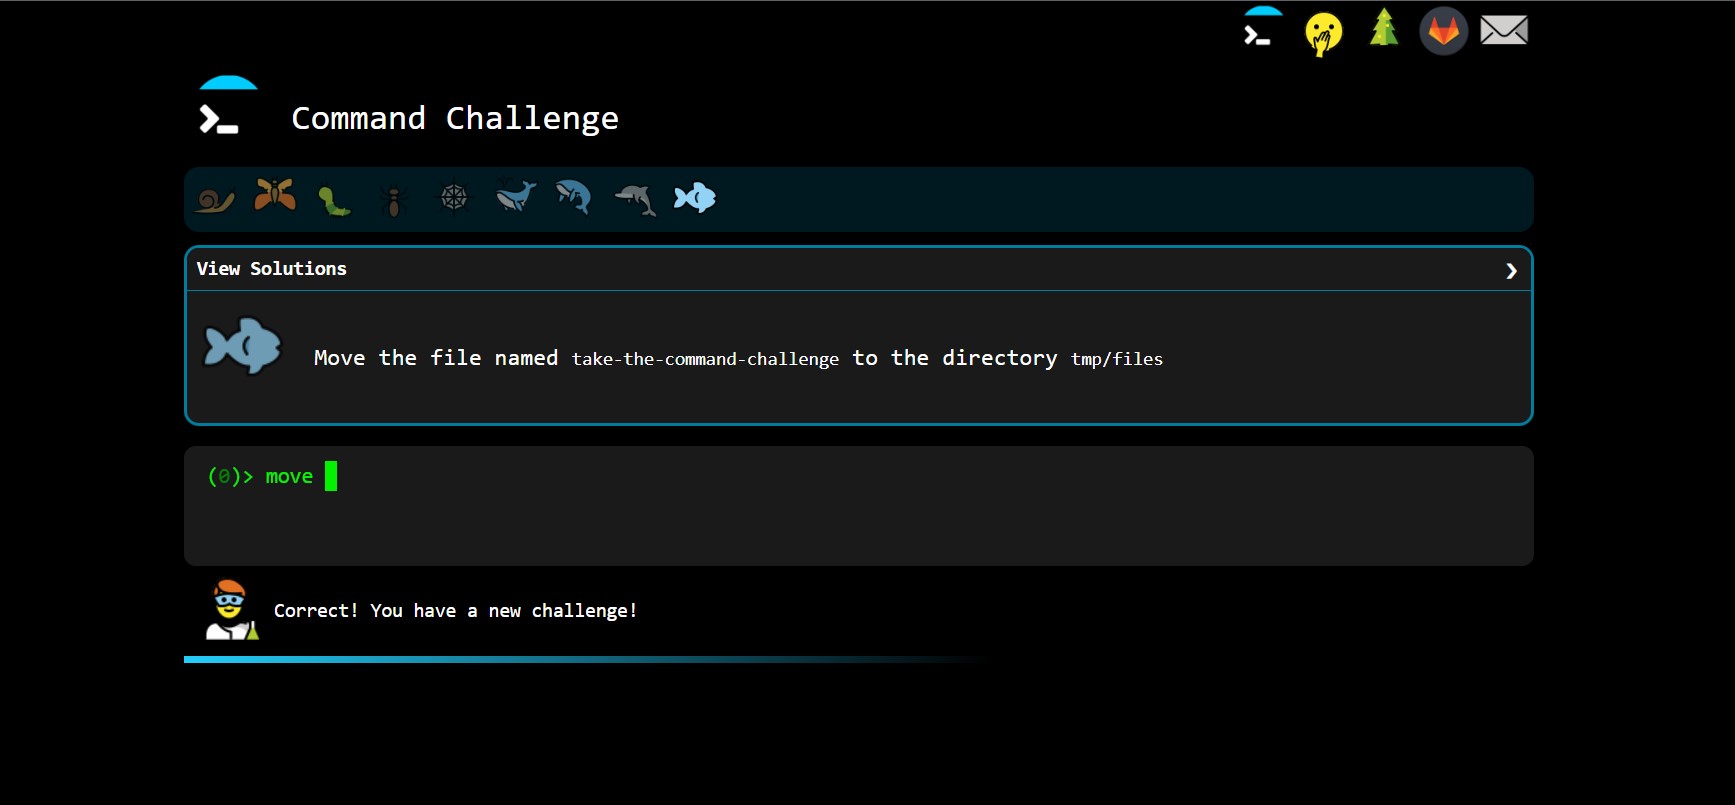 Command Challenge
View Solutions
Move the file named take-the-command-challenge to the directory tmp/files
(0)> move
Correct! You have a new challenge!